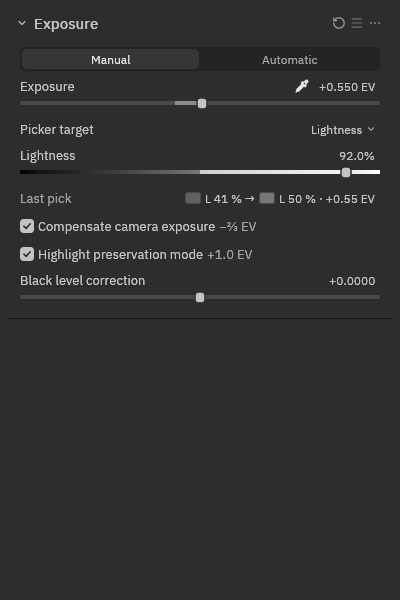 Exposure
Manual Automatic
Exposure +0.550 EV
Picker target Lightness
Lightness 92.0%
Last pick L 41 % → L 50 % · +0.55 EV
Compensate camera exposure −⅔ EV
Highlight preservation mode +1.0 EV
Black level correction +0.0000